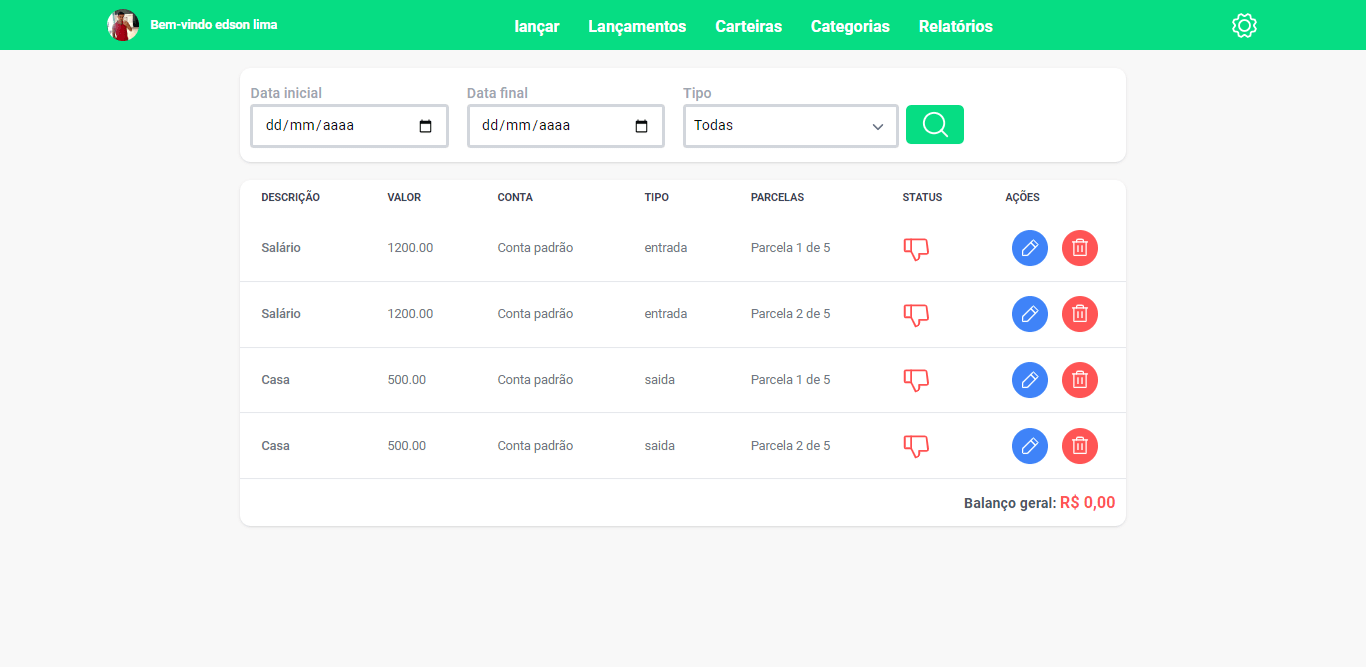 Bem-vindo edson lima lançar Lançamentos Carteiras Categorias Relatórios
Data inicial Data final Tipo
dd/mm/aaaa dd/mm/aaaa Todas
DESCRIÇÃO VALOR CONTA TIPO PARCELAS STATUS AÇÕES
Salário 1200.00 Conta padrão entrada Parcela 1 de 5
Salário 1200.00 Conta padrão entrada Parcela 2 de 5
Casa 500.00 Conta padrão saida Parcela 1 de 5
Casa 500.00 Conta padrão saida Parcela 2 de 5
Balanço geral: R$ 0,00